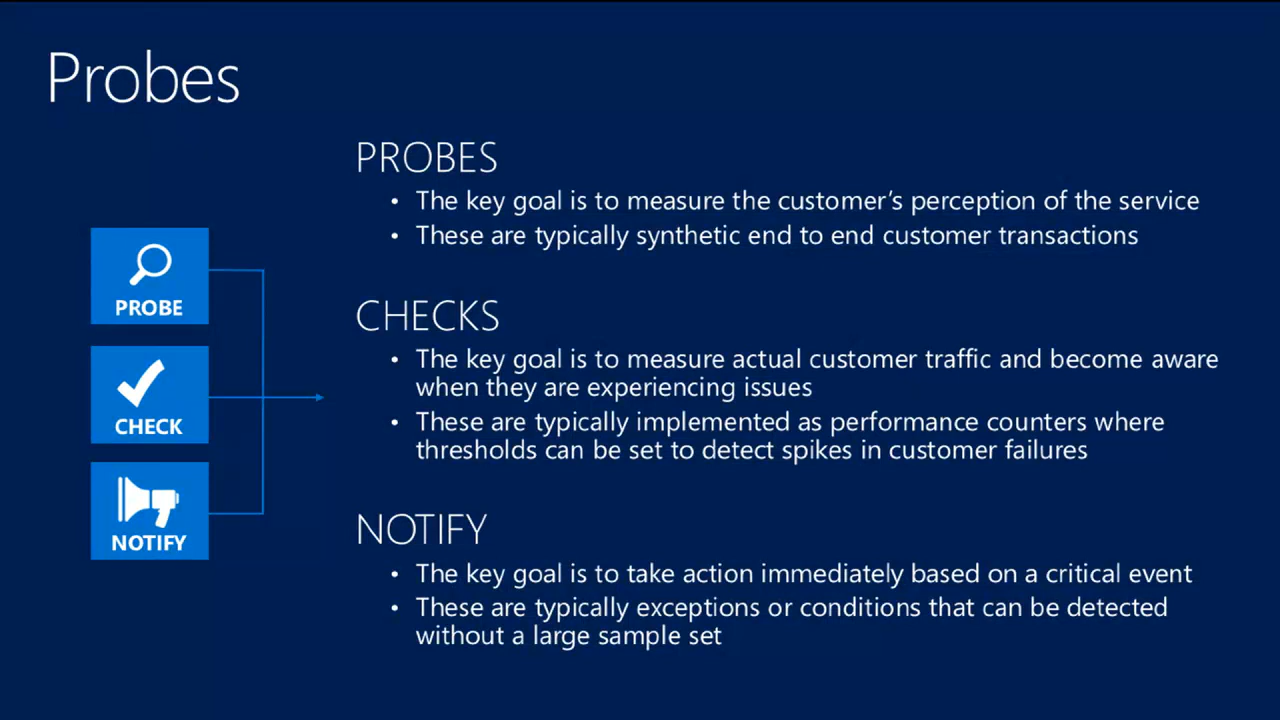 Probes
PROBE
CHECK
NOTIFY
PROBES
• The key goal is to measure the customer’s perception of the service
• These are typically synthetic end to end customer transactions
CHECKS
• The key goal is to measure actual customer traffic and become aware
when they are experiencing issues
• These are typically implemented as performance counters where
thresholds can be set to detect spikes in customer failures
NOTIFY
• The key goal is to take action immediately based on a critical event
• These are typically exceptions or conditions that can be detected
without a large sample set